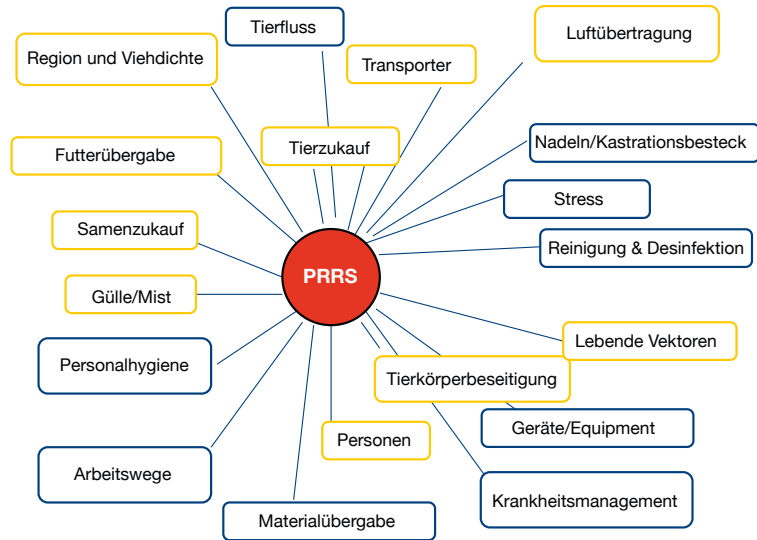 Tierfluss
Luftübertragung
Region und Viehdichte
Transporter
Nadeln/Kastrationsbesteck
Tierzukauf
Futterübergabe
Stress
Samenzukauf
Reinigung & Desinfektion
PRRS
Gülle/Mist
Lebende Vektoren
Personalhygiene
Tierkörperbeseitigung
Geräte/Equipment
Personen
Arbeitswege
Krankheitsmanagement
Materialübergabe